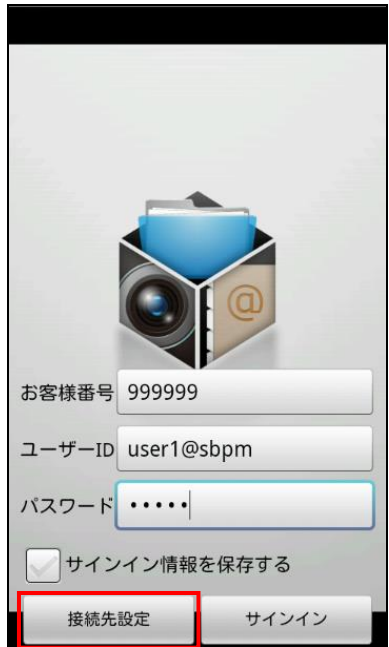 @
お客様番号 999999
ユーザーID user1@sbpm
パスワード •••••
サインイン情報を保存する
接続先設定 サインイン